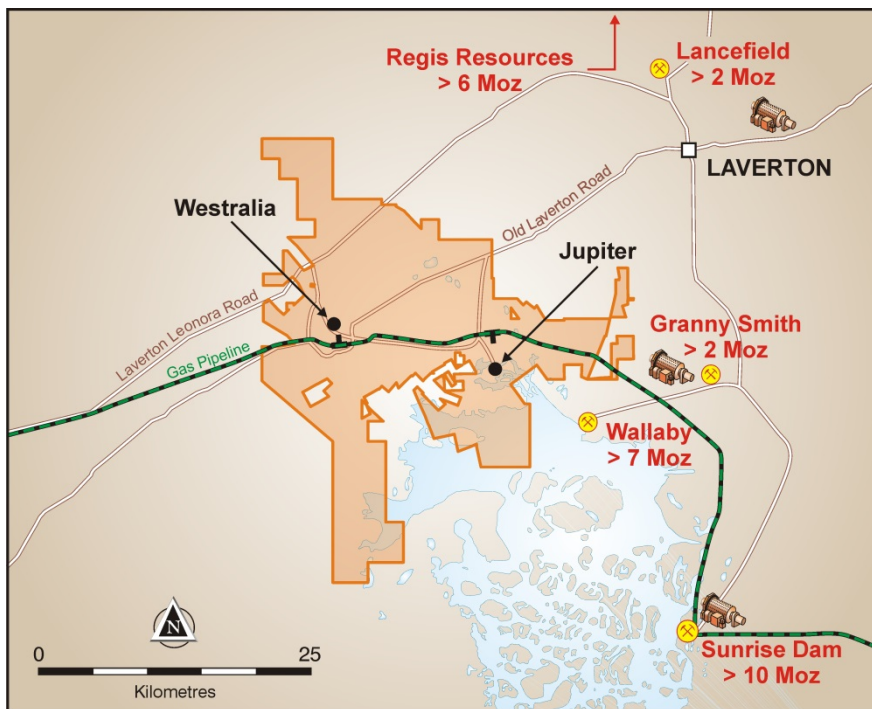 Regis Resources
> 6 Moz
Lancefield
> 2 Moz
LAVERTON
Westralia
Old Laverton Road
Jupiter
Laverton Leonora Road
Gas Pipeline
Granny Smith
> 2 Moz
Wallaby
> 7 Moz
N
0
25
Kilometres
Sunrise Dam
> 10 Moz